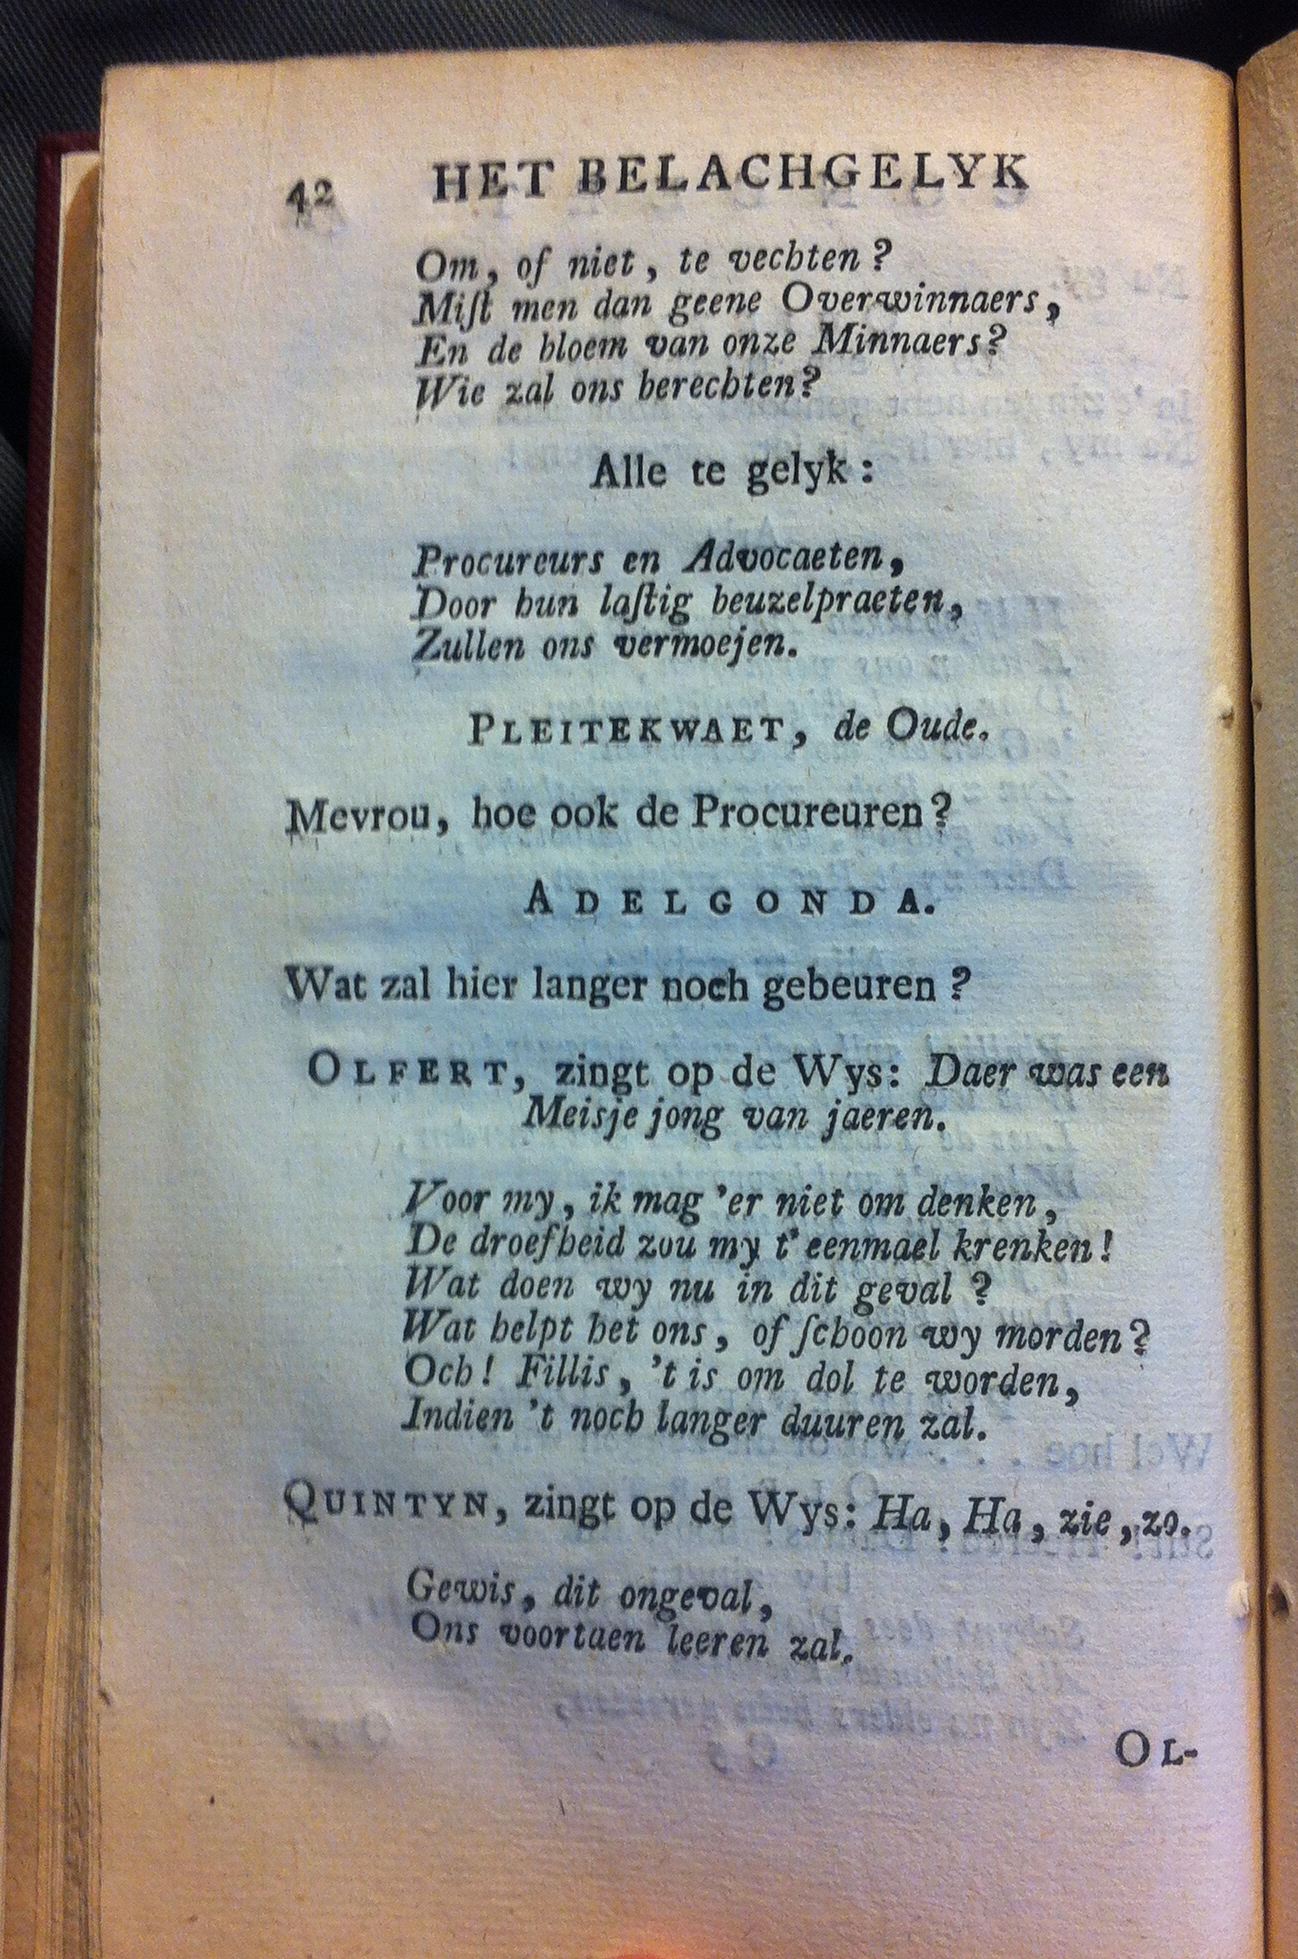 42 HET BELACHGELYK
Om, of niet, te vechten?
Miſt men dan geene Overwinnaers,
En de bloem van onze Minnaers?
Wie zal ons berechten?
Alle te gelyk:
Procureurs en Advocaeten,
Door hun laſtig beuzelpraeten,
Zullen ons vermoejen.
PLEITEKWAET, de Oude.
Mevrou, hoe ook de Procureuren?
ADELGONDA.
Wat zal hier langer noch gebeuren?
OLFERT, zingt op de Wys: Daer was een
Meisje jong van jaeren.
Voor my, ik mag 'er niet om denken,
De droefheid zou my t' eenmael krenken!
Wat doen wy nu in dit geval?
Wat helpt het ons, of ſchoon wy morden?
Och! Fillis, 't is om dol te worden,
Indien 't noch langer duuren zal.
QUINTYN, zingt op de Wys: Ha, Ha, zie, zo.
Gewis, dit ongeval,
Ons voortaen leeren zal.
OL-